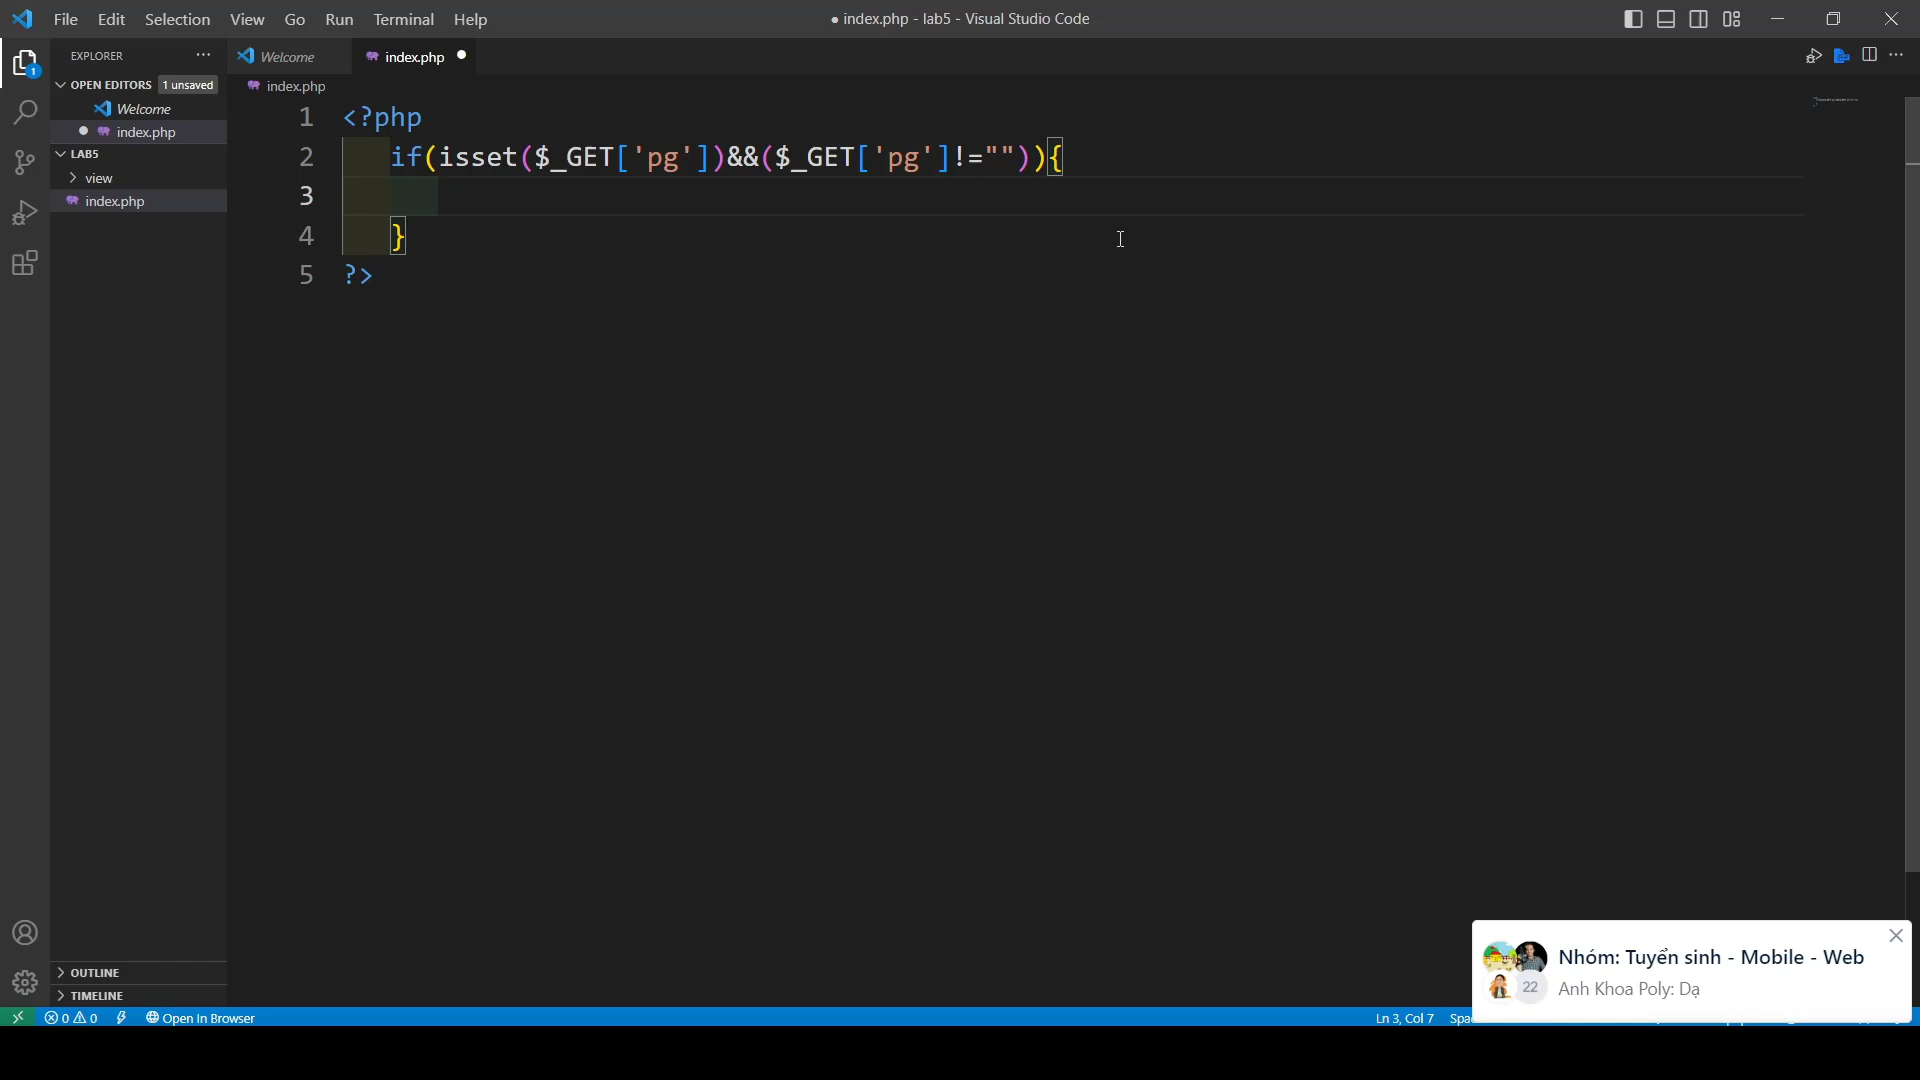 File Edit Selection View Go Run Terminal Help
● index.php - lab5 - Visual Studio Code
EXPLORER
Welcome
index.php
1
OPEN EDITORS
1 unsaved
index.php
Welcome
index.php
LAB5
view
index.php
1 <?php
2 if(isset($_GET['pg'])&&($_GET['pg']!="")){
3
4 }
5 ?>
OUTLINE
TIMELINE
Nhóm: Tuyển sinh - Mobile - Web
22
Anh Khoa Poly: Dạ
0 0
Open In Browser
Ln 3, Col 7